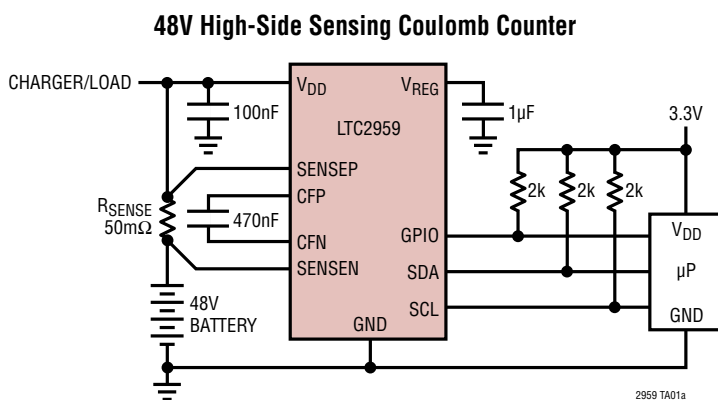 48V High-Side Sensing Coulomb Counter
CHARGER/LOAD
VDD
VREG
100nF
1µF
LTC2959
3.3V
SENSEP
CFP
2k
2k
2k
RSENSE
50mΩ
470nF
CFN
GPIO
VDD
SENSEN
SDA
µP
48V
BATTERY
SCL
GND
GND
2959 TA01a